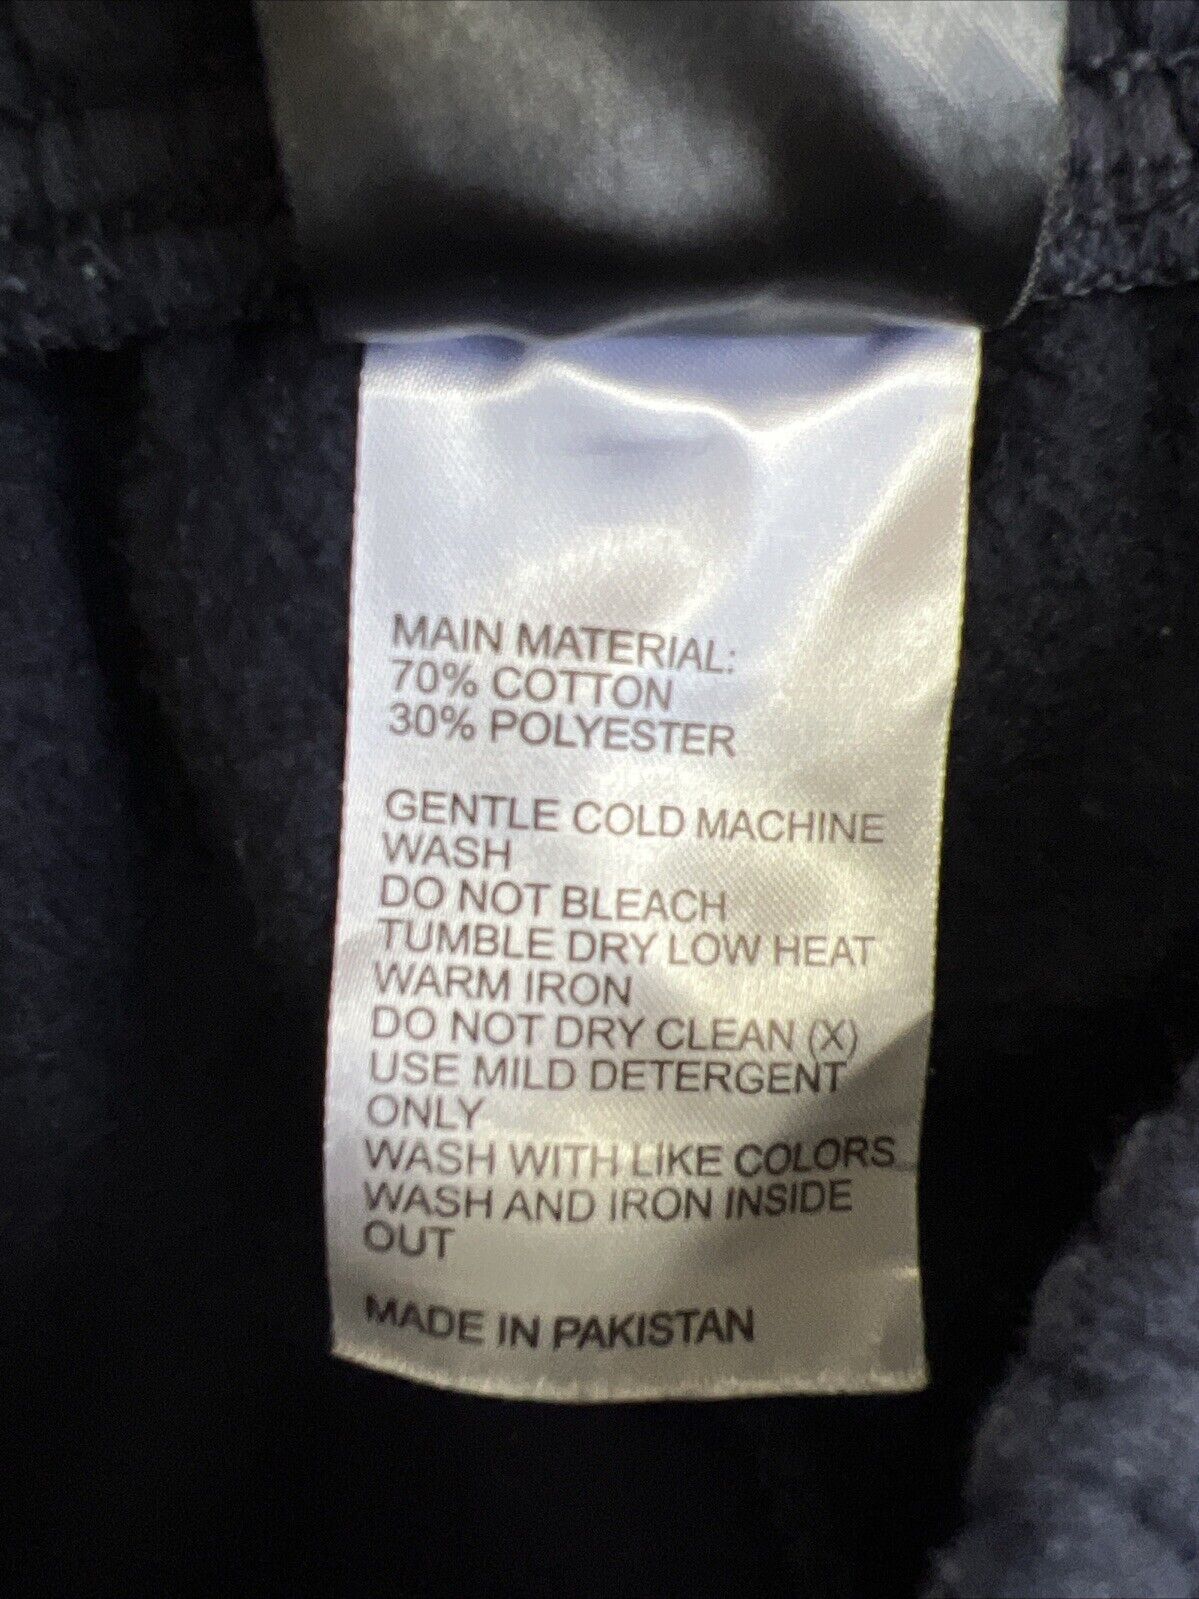 MAIN MATERIAL:
70% COTTON
30% POLYESTER
GENTLE COLD MACHINE
WASH
DO NOT BLEACH
TUMBLE DRY LOW HEAT
WARM IRON
DO NOT DRY CLEAN (X)
USE MILD DETERGENT
ONLY
WASH WITH LIKE COLORS
WASH AND IRON INSIDE
OUT
MADE IN PAKISTAN